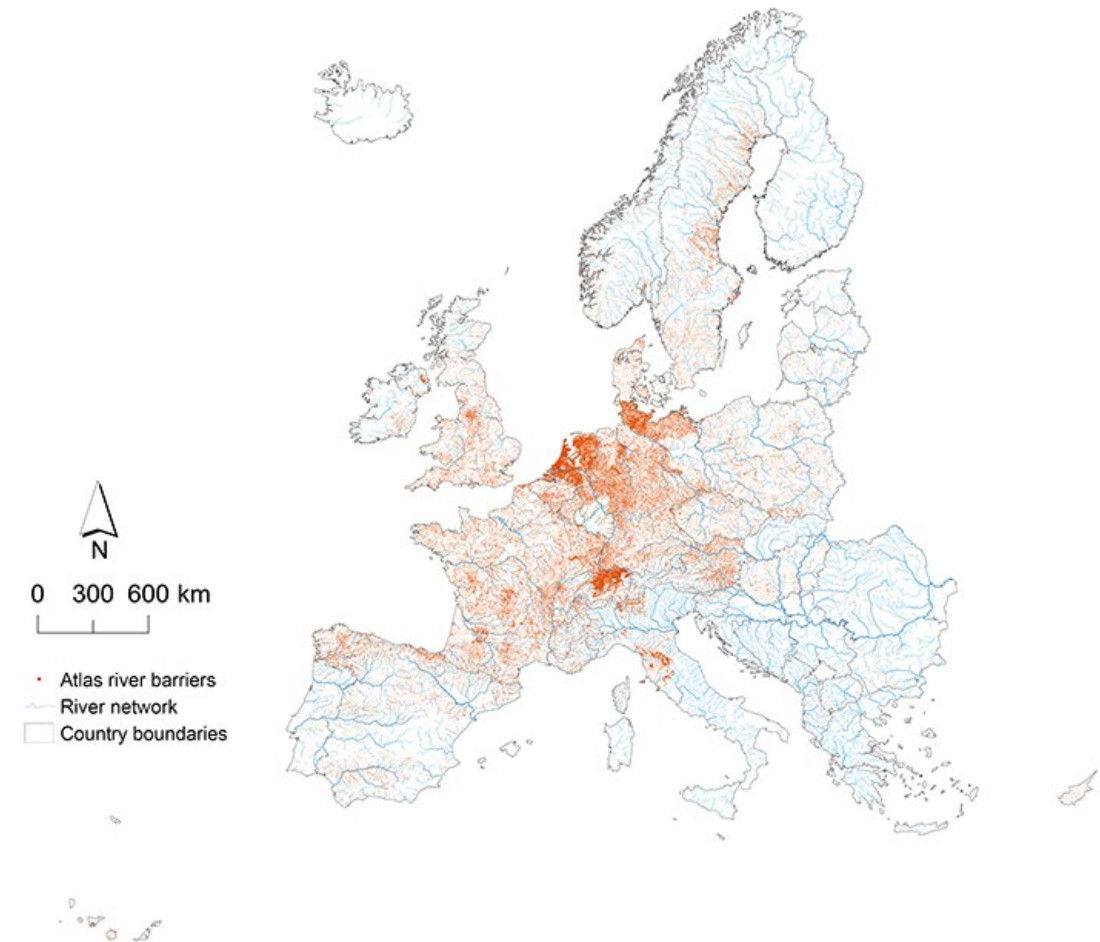 N
0 300 600 km
Atlas river barriers
River network
Country boundaries